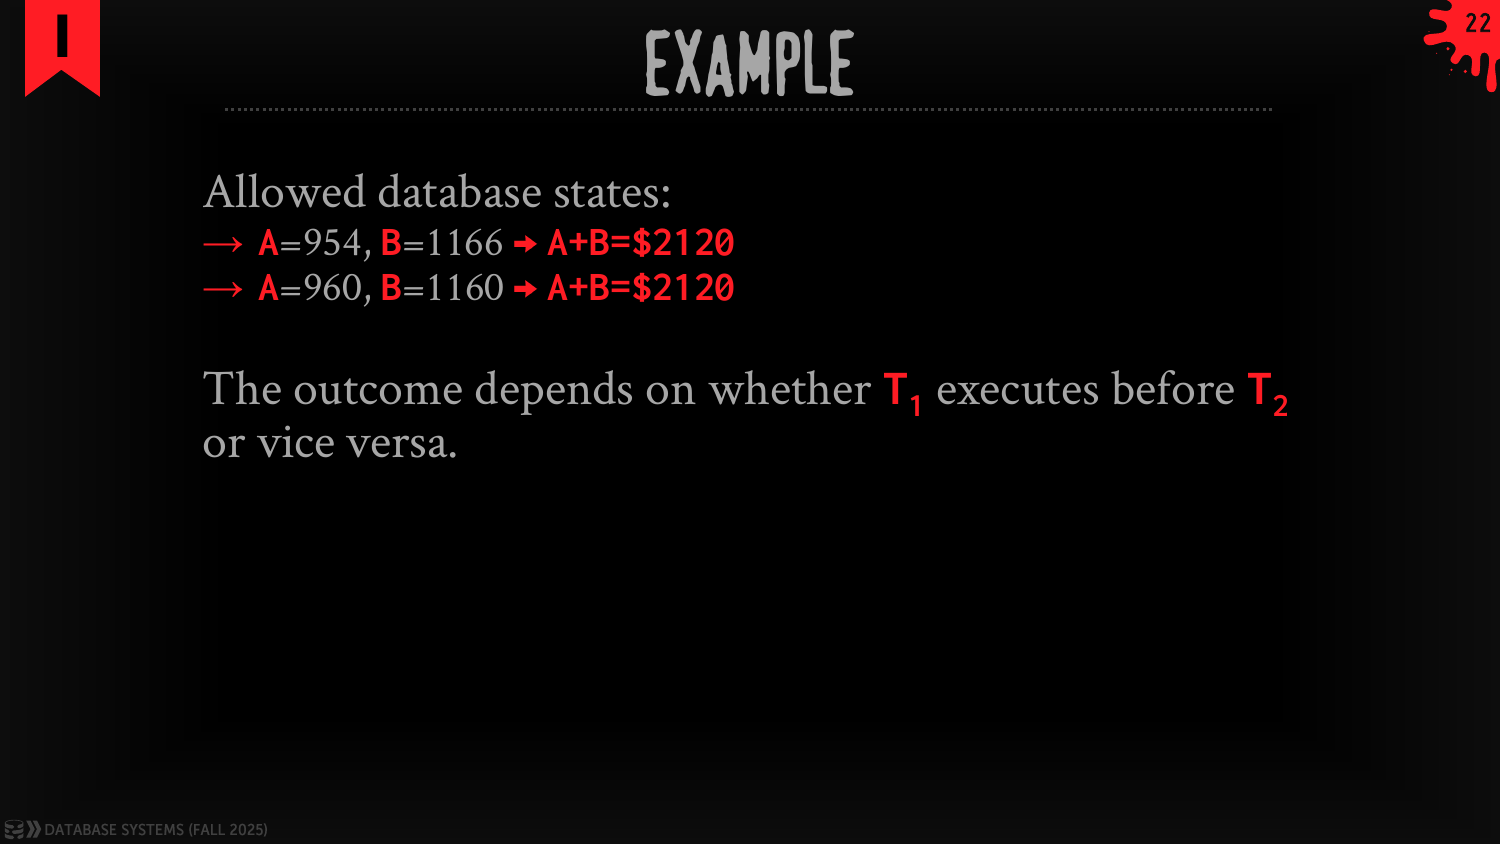 I
EXAMPLE
22
Allowed database states:
→ A=954, B=1166 ➡ A+B=$2120
→ A=960, B=1160 ➡ A+B=$2120
The outcome depends on whether T₁ executes before T₂
or vice versa.
DATABASE SYSTEMS (FALL 2025)